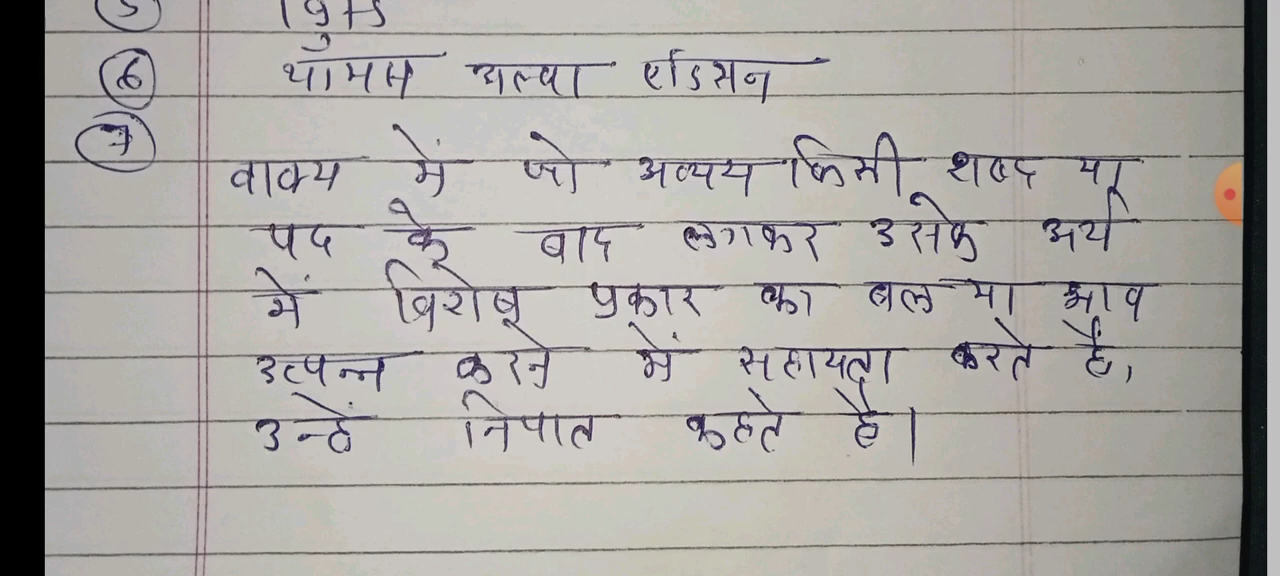 5
6 थॉमस अल्वा एडिसन
7
वाक्य में जो अव्यय किसी शब्द या
पद के बाद लगकर उसके अर्थ
में विशेष प्रकार का बल या भाव
उत्पन्न करने में सहायता करते हैं,
उन्हें निपात कहते है।